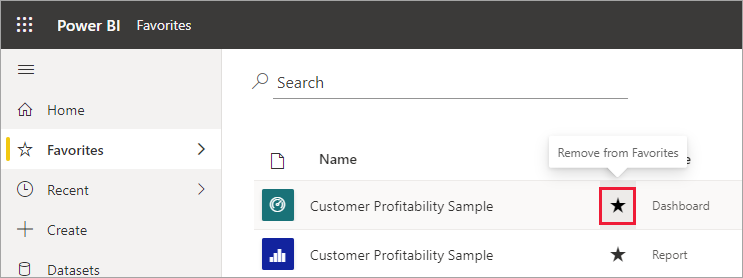 Power BI Favorites
Search
Home
Favorites
Remove from Favorites
Name
Recent
Customer Profitability Sample Dashboard
Create
Customer Profitability Sample Report
Datasets